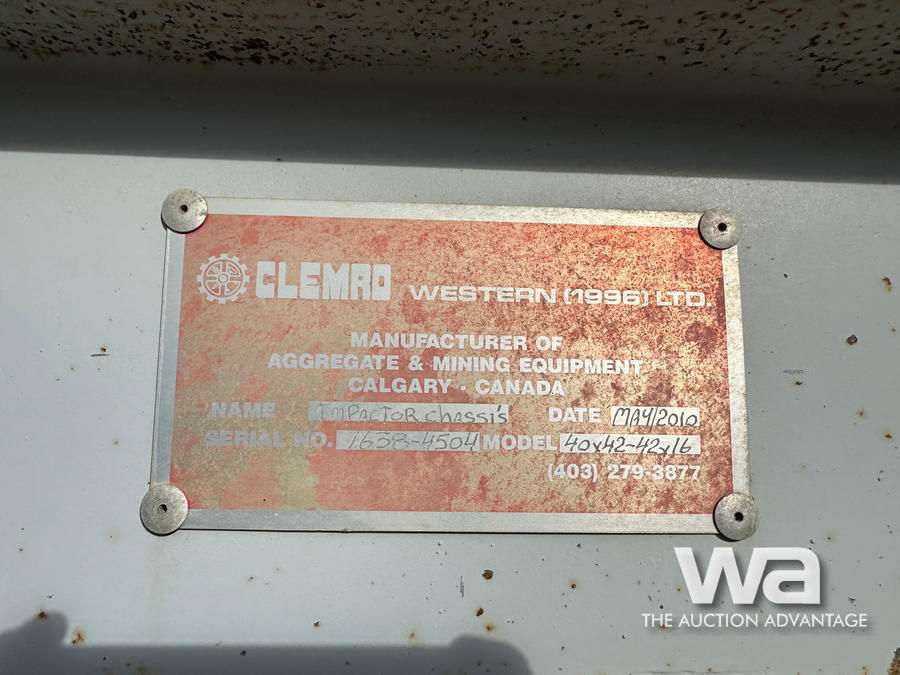 CLEMRO WESTERN (1996) LTD.
MANUFACTURER OF
AGGREGATE & MINING EQUIPMENT
CALGARY - CANADA
NAME IMPACTOR chassis DATE MAY/2010
SERIAL NO. 1658-4504 MODEL 40x42-42x16
(403) 279-3877
wa
THE AUCTION ADVANTAGE